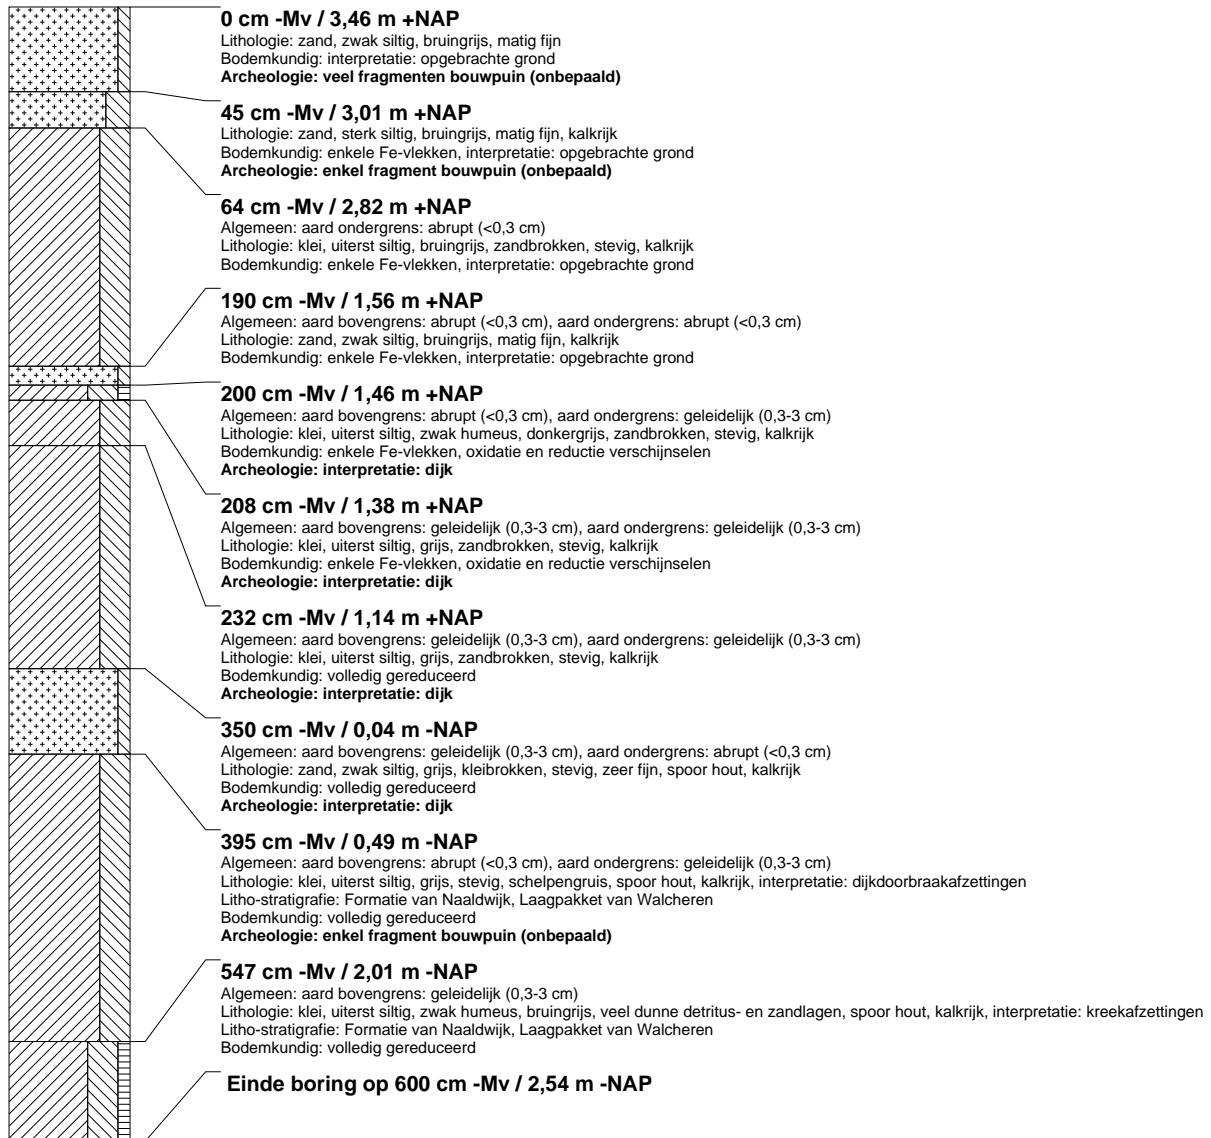 0 cm -Mv / 3,46 m +NAP
Lithologie: zand, zwak siltig, bruingrijs, matig fijn
Bodemkundig: interpretatie: opgebrachte grond
Archeologie: veel fragmenten bouwpuin (onbepaald)
45 cm -Mv / 3,01 m +NAP
Lithologie: zand, sterk siltig, bruingrijs, matig fijn, kalkrijk
Bodemkundig: enkele Fe-vlekken, interpretatie: opgebrachte grond
Archeologie: enkel fragment bouwpuin (onbepaald)
64 cm -Mv / 2,82 m +NAP
Algemeen: aard ondergrens: abrupt (<0,3 cm)
Lithologie: klei, uiterst siltig, bruingrijs, zandbrokken, stevig, kalkrijk
Bodemkundig: enkele Fe-vlekken, interpretatie: opgebrachte grond
190 cm -Mv / 1,56 m +NAP
Algemeen: aard bovengrens: abrupt (<0,3 cm), aard ondergrens: abrupt (<0,3 cm)
Lithologie: zand, zwak siltig, bruingrijs, matig fijn, kalkrijk
Bodemkundig: enkele Fe-vlekken, interpretatie: opgebrachte grond
200 cm -Mv / 1,46 m +NAP
Algemeen: aard bovengrens: abrupt (<0,3 cm), aard ondergrens: geleidelijk (0,3-3 cm)
Lithologie: klei, uiterst siltig, zwak humeus, donkergrijs, zandbrokken, stevig, kalkrijk
Bodemkundig: enkele Fe-vlekken, oxidatie en reductie verschijnselen
Archeologie: interpretatie: dijk
208 cm -Mv / 1,38 m +NAP
Algemeen: aard bovengrens: geleidelijk (0,3-3 cm), aard ondergrens: geleidelijk (0,3-3 cm)
Lithologie: klei, uiterst siltig, grijs, zandbrokken, stevig, kalkrijk
Bodemkundig: enkele Fe-vlekken, oxidatie en reductie verschijnselen
Archeologie: interpretatie: dijk
232 cm -Mv / 1,14 m +NAP
Algemeen: aard bovengrens: geleidelijk (0,3-3 cm), aard ondergrens: geleidelijk (0,3-3 cm)
Lithologie: klei, uiterst siltig, grijs, zandbrokken, stevig, kalkrijk
Bodemkundig: volledig gereduceerd
Archeologie: interpretatie: dijk
350 cm -Mv / 0,04 m -NAP
Algemeen: aard bovengrens: geleidelijk (0,3-3 cm), aard ondergrens: abrupt (<0,3 cm)
Lithologie: zand, zwak siltig, grijs, kleibrokken, stevig, zeer fijn, spoor hout, kalkrijk
Bodemkundig: volledig gereduceerd
Archeologie: interpretatie: dijk
395 cm -Mv / 0,49 m -NAP
Algemeen: aard bovengrens: abrupt (<0,3 cm), aard ondergrens: geleidelijk (0,3-3 cm)
Lithologie: klei, uiterst siltig, grijs, stevig, schelpengruis, spoor hout, kalkrijk, interpretatie: dijkdoorbraakafzettingen
Litho-stratigrafie: Formatie van Naaldwijk, Laagpakket van Walcheren
Bodemkundig: volledig gereduceerd
Archeologie: enkel fragment bouwpuin (onbepaald)
547 cm -Mv / 2,01 m -NAP
Algemeen: aard bovengrens: geleidelijk (0,3-3 cm)
Lithologie: klei, uiterst siltig, zwak humeus, bruingrijs, veel dunne detritus- en zandlagen, spoor hout, kalkrijk, interpretatie: kreekafzettingen
Litho-stratigrafie: Formatie van Naaldwijk, Laagpakket van Walcheren
Bodemkundig: volledig gereduceerd
Einde boring op 600 cm -Mv / 2,54 m -NAP